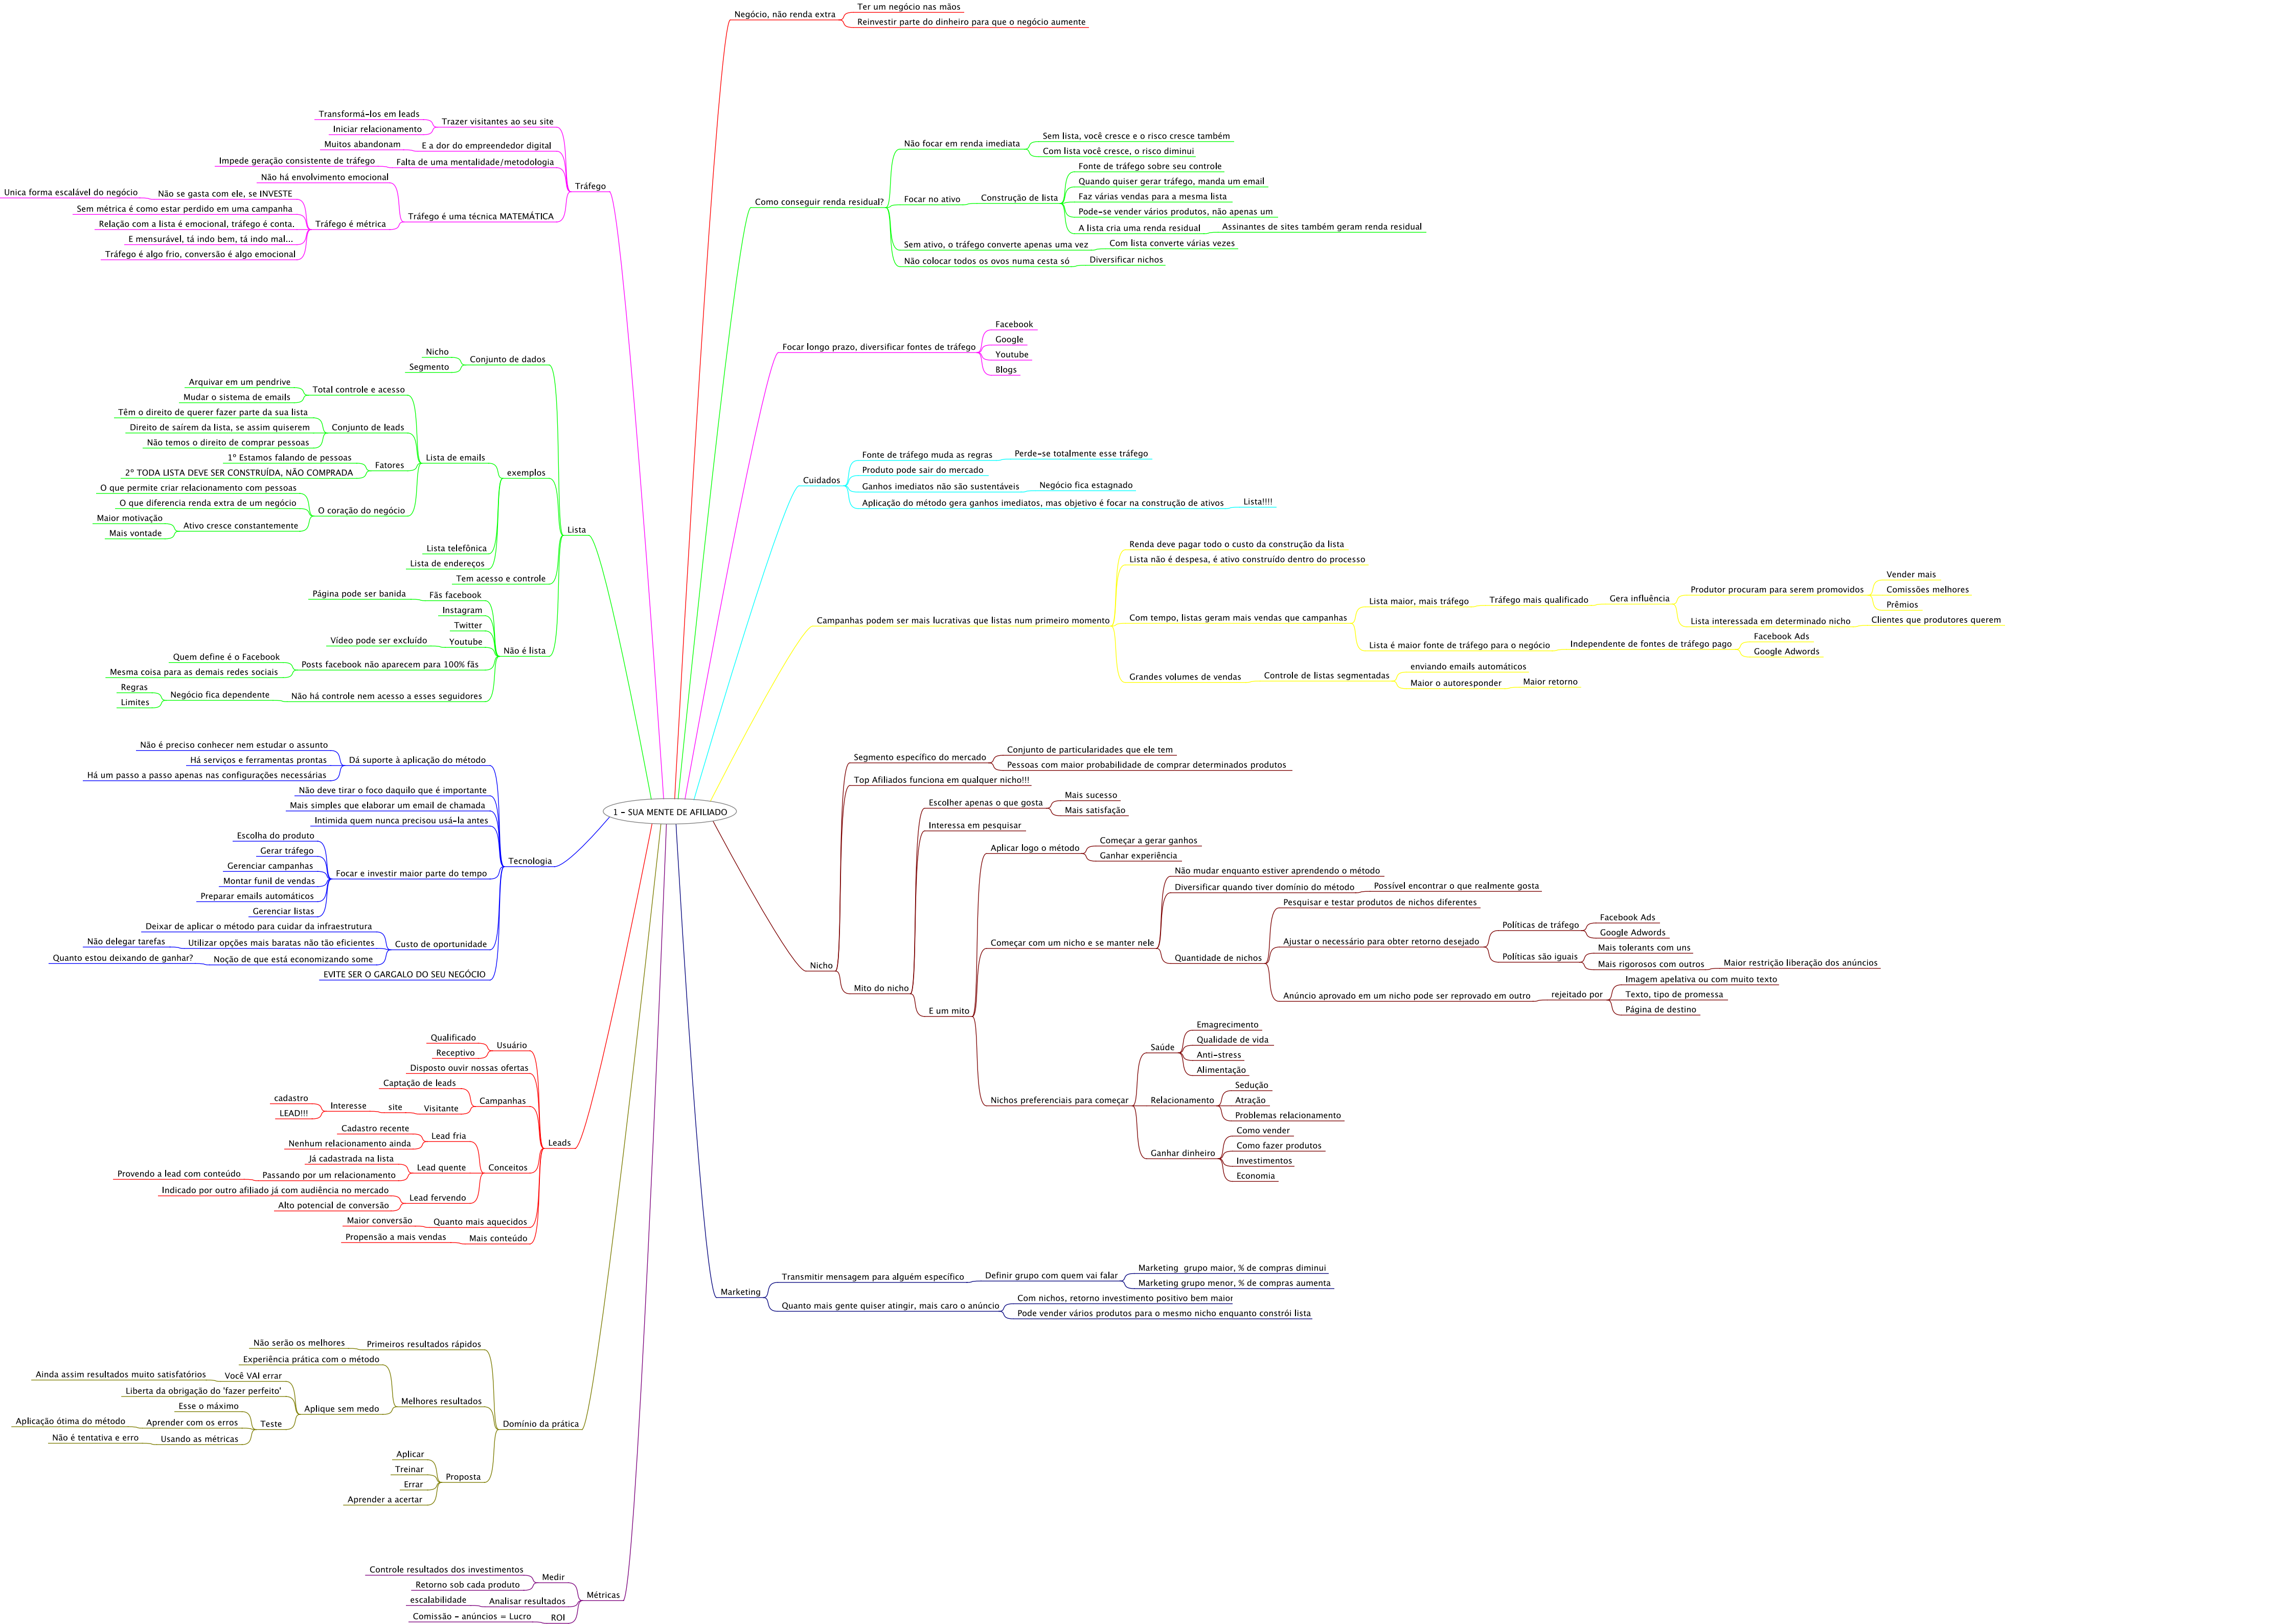 1 - SUA MENTE DE AFILIADO
Negócio, não renda extra
Ter um negócio nas mãos
Reinvestir parte do dinheiro para que o negócio aumente
Como conseguir renda residual?
Não focar em renda imediata
Sem lista, você cresce e o risco cresce também
Com lista você cresce, o risco diminui
Focar no ativo
Construção de lista
Fonte de tráfego sobre seu controle
Quando quiser gerar tráfego, manda um email
Faz várias vendas para a mesma lista
Pode-se vender vários produtos, não apenas um
A lista cria uma renda residual
Assinantes de sites também geram renda residual
Sem ativo, o tráfego converte apenas uma vez
Com lista converte várias vezes
Não colocar todos os ovos numa cesta só
Diversificar nichos
Focar longo prazo, diversificar fontes de tráfego
Facebook
Google
Youtube
Blogs
Cuidados
Fonte de tráfego muda as regras
Perde-se totalmente esse tráfego
Produto pode sair do mercado
Ganhos imediatos não são sustentáveis
Negócio fica estagnado
Aplicação do método gera ganhos imediatos, mas objetivo é focar na construção de ativos
Lista!!!!
Campanhas podem ser mais lucrativas que listas num primeiro momento
Renda deve pagar todo o custo da construção da lista
Lista não é despesa, é ativo construído dentro do processo
Com tempo, listas geram mais vendas que campanhas
Lista maior, mais tráfego
Tráfego mais qualificado
Gera influência
Produtor procuram para serem promovidos
Vender mais
Comissões melhores
Prêmios
Lista interessada em determinado nicho
Clientes que produtores querem
Lista é maior fonte de tráfego para o negócio
Independente de fontes de tráfego pago
Facebook Ads
Google Adwords
Grandes volumes de vendas
Controle de listas segmentadas
enviando emails automáticos
Maior o autoresponder
Maior retorno
Nicho
Segmento específico do mercado
Conjunto de particularidades que ele tem
Pessoas com maior probabilidade de comprar determinados produtos
Top Afiliados funciona em qualquer nicho!!!
Mito do nicho
Escolher apenas o que gosta
Mais sucesso
Mais satisfação
Interessa em pesquisar
E um mito
Aplicar logo o método
Começar a gerar ganhos
Ganhar experiência
Começar com um nicho e se manter nele
Não mudar enquanto estiver aprendendo o método
Diversificar quando tiver domínio do método
Possível encontrar o que realmente gosta
Quantidade de nichos
Pesquisar e testar produtos de nichos diferentes
Ajustar o necessário para obter retorno desejado
Políticas de tráfego
Facebook Ads
Google Adwords
Políticas são iguais
Mais tolerants com uns
Mais rigorosos com outros
Maior restrição liberação dos anúncios
Anúncio aprovado em um nicho pode ser reprovado em outro
rejeitado por
Imagem apelativa ou com muito texto
Texto, tipo de promessa
Página de destino
Nichos preferenciais para começar
Saúde
Emagrecimento
Qualidade de vida
Anti-stress
Alimentação
Relacionamento
Sedução
Atração
Problemas relacionamento
Ganhar dinheiro
Como vender
Como fazer produtos
Investimentos
Economia
Marketing
Transmitir mensagem para alguém específico
Definir grupo com quem vai falar
Marketing  grupo maior, % de compras diminui
Marketing grupo menor, % de compras aumenta
Quanto mais gente quiser atingir, mais caro o anúncio
Com nichos, retorno investimento positivo bem maior
Pode vender vários produtos para o mesmo nicho enquanto constrói lista
Tráfego
Trazer visitantes ao seu site
Transformá-los em leads
Iniciar relacionamento
E a dor do empreendedor digital
Muitos abandonam
Falta de uma mentalidade/metodologia
Impede geração consistente de tráfego
Tráfego é uma técnica MATEMÁTICA
Não há envolvimento emocional
Tráfego é métrica
Não se gasta com ele, se INVESTE
Unica forma escalável do negócio
Sem métrica é como estar perdido em uma campanha
Relação com a lista é emocional, tráfego é conta.
E mensurável, tá indo bem, tá indo mal...
Tráfego é algo frio, conversão é algo emocional
Lista
Conjunto de dados
Nicho
Segmento
exemplos
Lista de emails
Total controle e acesso
Arquivar em um pendrive
Mudar o sistema de emails
Conjunto de leads
Têm o direito de querer fazer parte da sua lista
Direito de saírem da lista, se assim quiserem
Não temos o direito de comprar pessoas
Fatores
1º Estamos falando de pessoas
2º TODA LISTA DEVE SER CONSTRUÍDA, NÃO COMPRADA
O coração do negócio
O que permite criar relacionamento com pessoas
O que diferencia renda extra de um negócio
Ativo cresce constantemente
Maior motivação
Mais vontade
Lista telefônica
Lista de endereços
Tem acesso e controle
Não é lista
Fãs facebook
Página pode ser banida
Instagram
Twitter
Youtube
Vídeo pode ser excluído
Posts facebook não aparecem para 100% fãs
Quem define é o Facebook
Mesma coisa para as demais redes sociais
Não há controle nem acesso a esses seguidores
Negócio fica dependente
Regras
Limites
Tecnologia
Dá suporte à aplicação do método
Não é preciso conhecer nem estudar o assunto
Há serviços e ferramentas prontas
Há um passo a passo apenas nas configurações necessárias
Não deve tirar o foco daquilo que é importante
Mais simples que elaborar um email de chamada
Intimida quem nunca precisou usá-la antes
Focar e investir maior parte do tempo
Escolha do produto
Gerar tráfego
Gerenciar campanhas
Montar funil de vendas
Preparar emails automáticos
Gerenciar listas
Custo de oportunidade
Deixar de aplicar o método para cuidar da infraestrutura
Utilizar opções mais baratas não tão eficientes
Não delegar tarefas
Noção de que está economizando some
Quanto estou deixando de ganhar?
EVITE SER O GARGALO DO SEU NEGÓCIO
Leads
Usuário
Qualificado
Receptivo
Disposto ouvir nossas ofertas
Campanhas
Captação de leads
Visitante
site
Interesse
cadastro
LEAD!!!
Conceitos
Lead fria
Cadastro recente
Nenhum relacionamento ainda
Lead quente
Já cadastrada na lista
Passando por um relacionamento
Provendo a lead com conteúdo
Lead fervendo
Indicado por outro afiliado já com audiência no mercado
Alto potencial de conversão
Quanto mais aquecidos
Maior conversão
Mais conteúdo
Propensão a mais vendas
Domínio da prática
Primeiros resultados rápidos
Não serão os melhores
Melhores resultados
Experiência prática com o método
Aplique sem medo
Você VAI errar
Ainda assim resultados muito satisfatórios
Liberta da obrigação do 'fazer perfeito'
Teste
Esse o máximo
Aprender com os erros
Aplicação ótima do método
Usando as métricas
Não é tentativa e erro
Proposta
Aplicar
Treinar
Errar
Aprender a acertar
Métricas
Medir
Controle resultados dos investimentos
Retorno sob cada produto
Analisar resultados
escalabilidade
ROI
Comissão - anúncios = Lucro